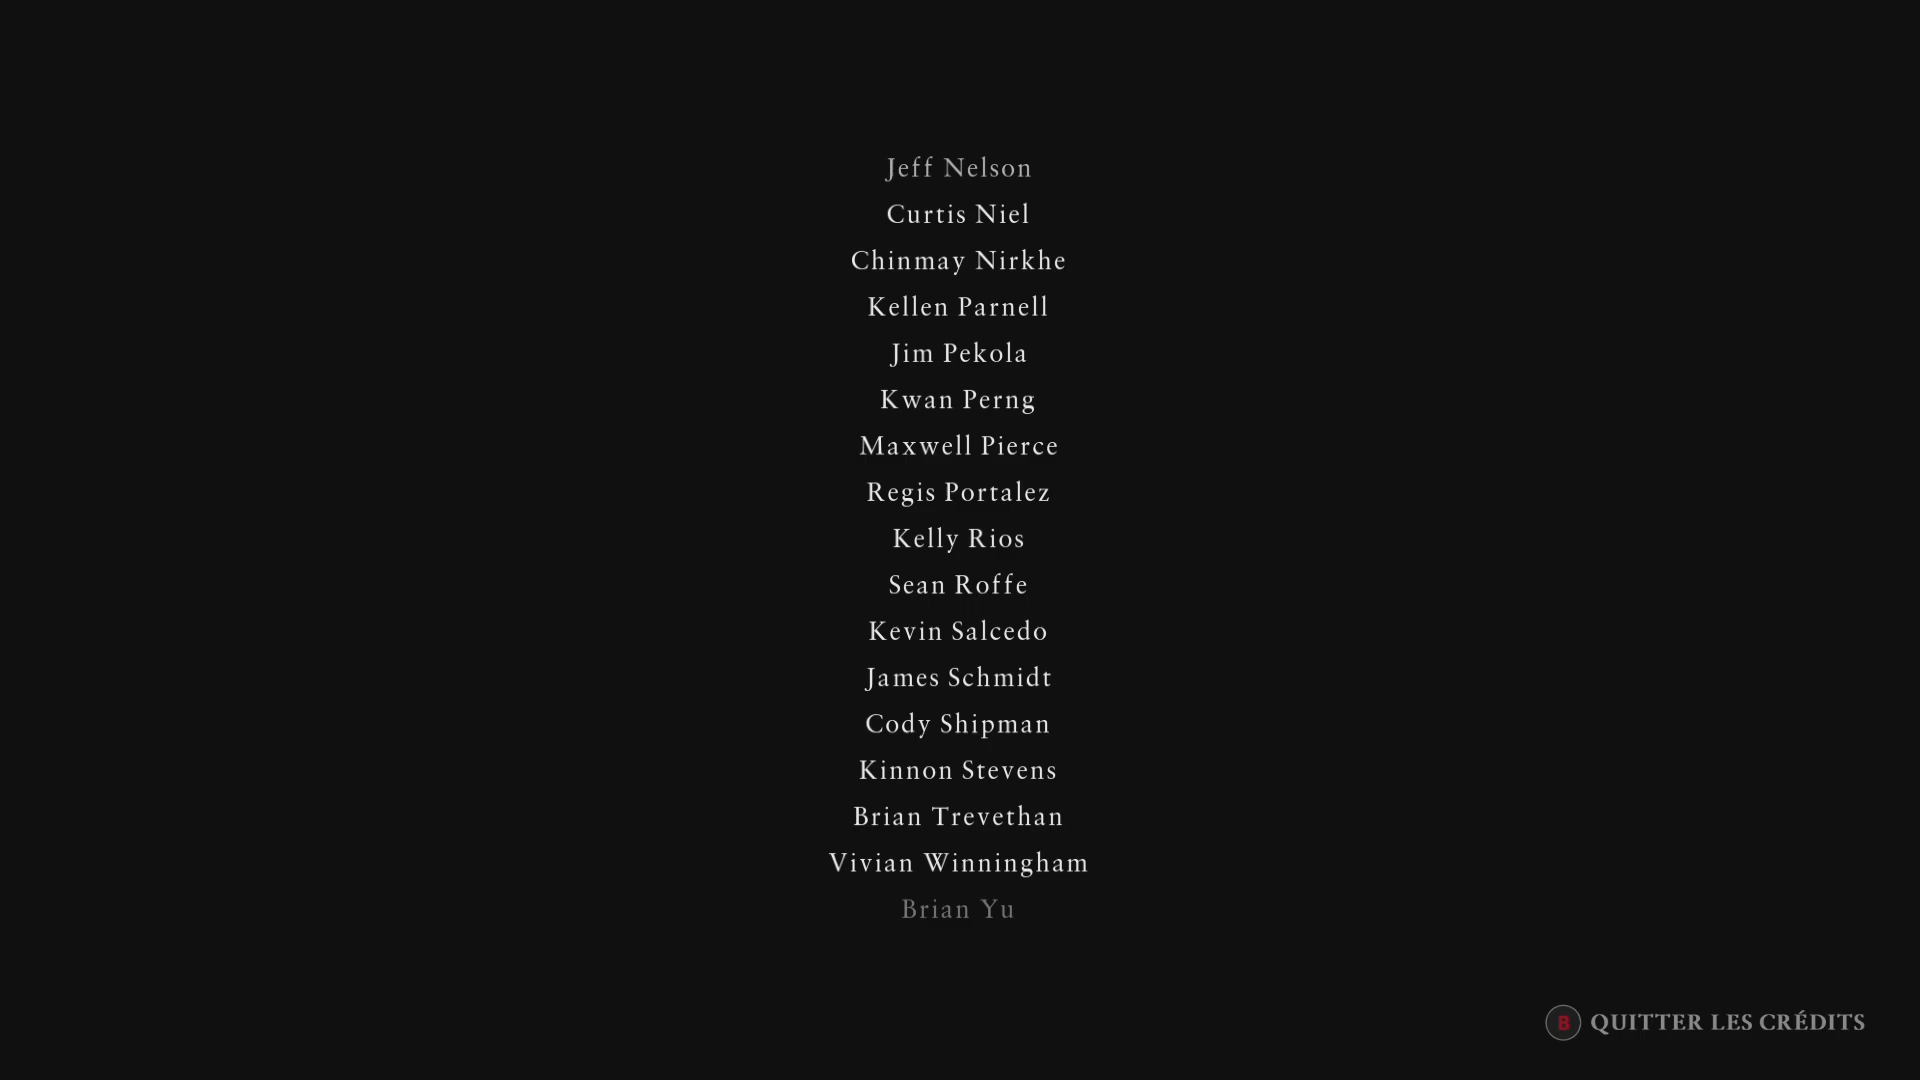 Jeff Nelson
Curtis Niel
Chinmay Nirkhe
Kellen Parnell
Jim Pekola
Kwan Perng
Maxwell Pierce
Regis Portalez
Kelly Rios
Sean Roffe
Kevin Salcedo
James Schmidt
Cody Shipman
Kinnon Stevens
Brian Trevethan
Vivian Winningham
Brian Yu
B QUITTER LES CRÉDITS